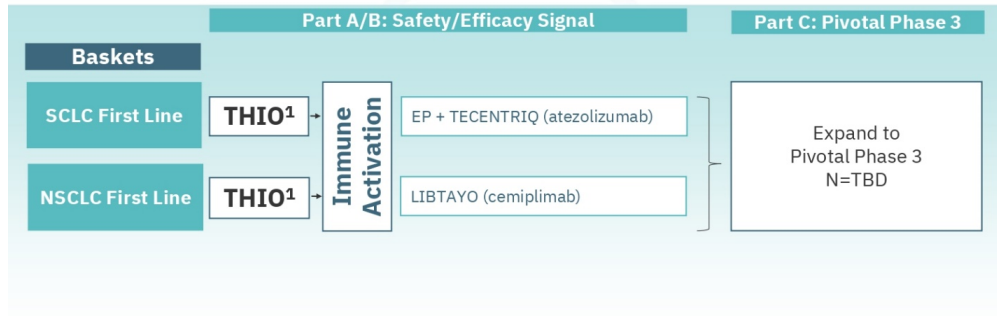 Part A/B: Safety/Efficacy Signal
Part C: Pivotal Phase 3
Baskets
SCLC First Line
THIO¹
Immune
Activation
EP + TECENTRIQ (atezolizumab)
NSCLC First Line
THIO¹
LIBTAYO (cemiplimab)
Expand to
Pivotal Phase 3
N=TBD